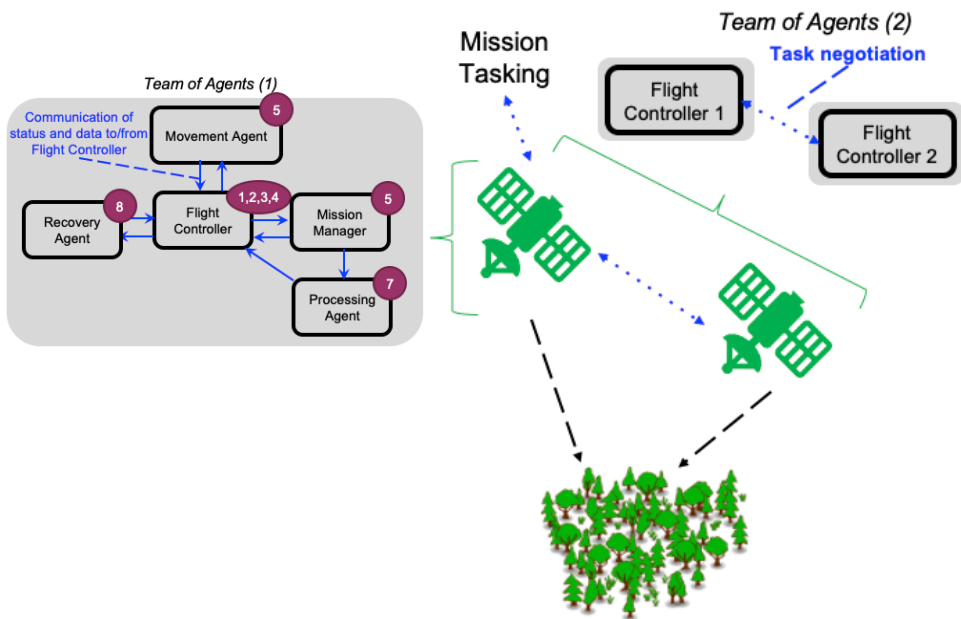 Team of Agents (1)
Communication of
status and data to/from
Flight Controller
5
Movement Agent
8
Recovery
Agent
1,2,3,4
Flight
Controller
5
Mission
Manager
7
Processing
Agent
Mission
Tasking
Team of Agents (2)
Task negotiation
Flight
Controller 1
Flight
Controller 2